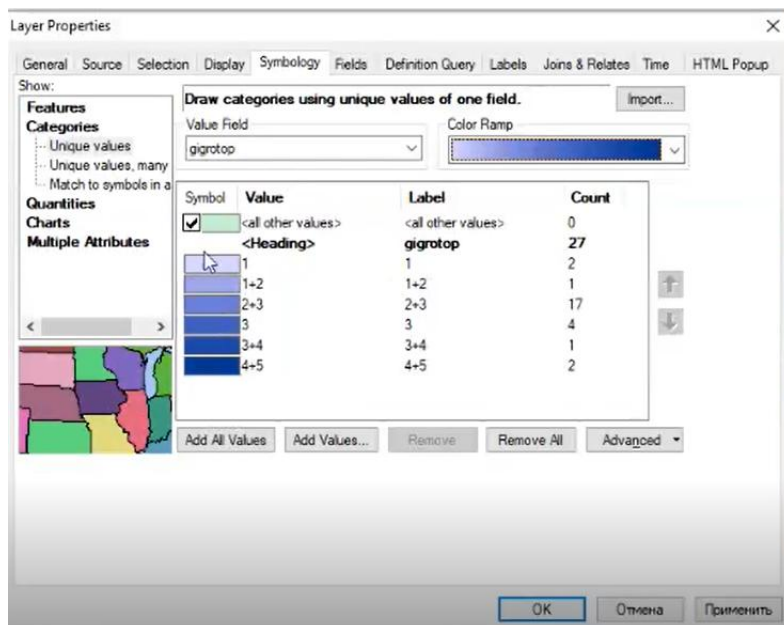 Layer Properties
General Source Selection Display Symbology Fields Definition Query Labels Joins & Relates Time HTML Popup
Show:
Features
Categories
Unique values
Unique values, many
Match to symbols in a
Quantities
Charts
Multiple Attributes
Draw categories using unique values of one field.
Import...
Value Field
gigrotop
Color Ramp
Symbol Value Label Count
<all other values> <all other values> 0
<Heading> gigrotop 27
1 1 2
1+2 1+2 1
2+3 2+3 17
3 3 4
3+4 3+4 1
4+5 4+5 2
Add All Values Add Values... Remove Remove All Advanced
OK Отмена Применить